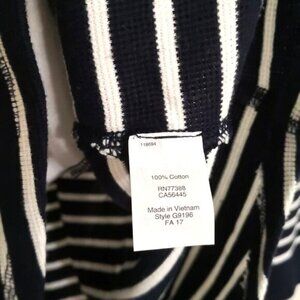 118694
100% Cotton
RN77388
CA56445
Made in Vietnam
Style G9196
FA 17